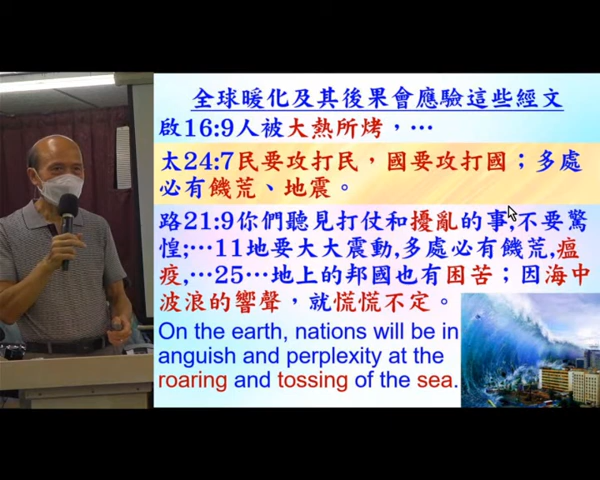 全球暖化及其後果會應驗這些經文
啟16:9人被大熱所烤，…
太24:7民要攻打民，國要攻打國；多處
必有饑荒、地震。
路21:9你們聽見打仗和擾亂的事,不要驚
惶;…11地要大大震動,多處必有饑荒,瘟
疫,…25…地上的邦國也有困苦；因海中
波浪的響聲，就慌慌不定。
On the earth, nations will be in
anguish and perplexity at the
roaring and tossing of the sea.